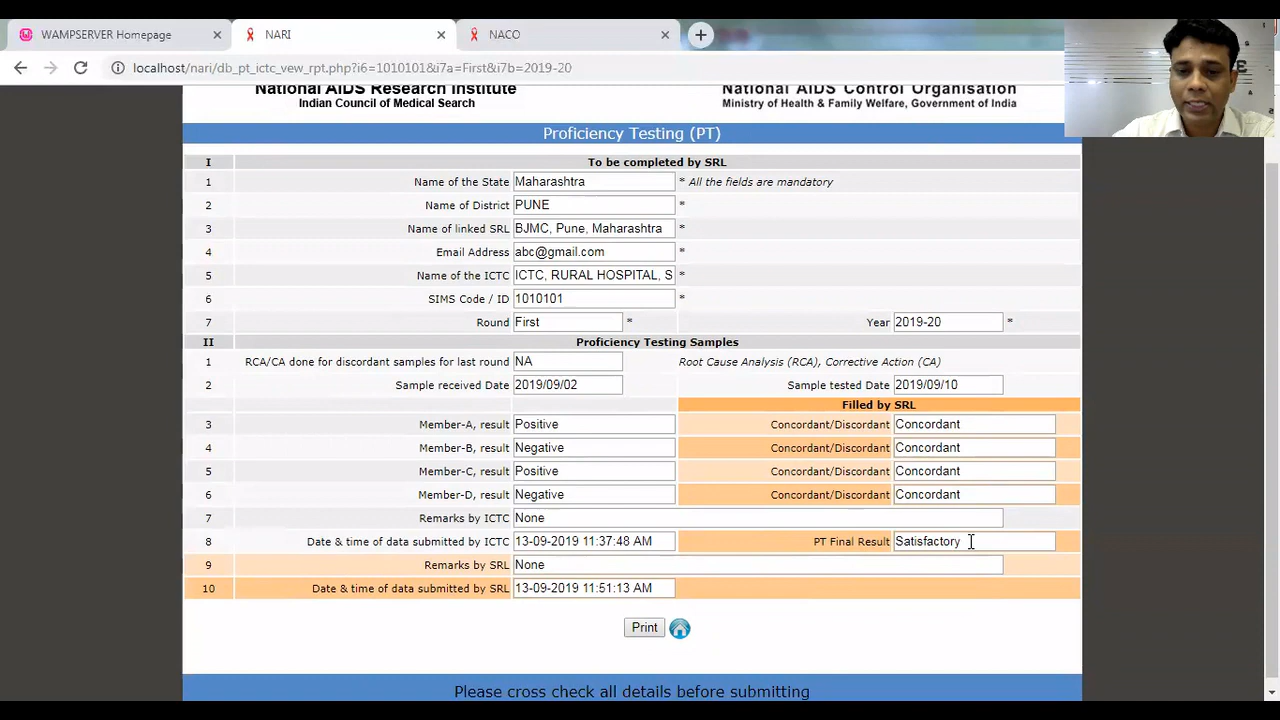 WAMPSERVER Homepage
NARI
NACO
localhost/nari/db_pt_ictc_vew_rpt.php?i6=1010101&i7a=First&i7b=2019-20
National AIDS Research Institute
Indian Council of Medical Search
National AIDS Control Organisation
Ministry of Health & Family Welfare, Government of India
Proficiency Testing (PT)
I To be completed by SRL
1 Name of the State Maharashtra * All the fields are mandatory
2 Name of District PUNE *
3 Name of linked SRL BJMC, Pune, Maharashtra *
4 Email Address abc@gmail.com *
5 Name of the ICTC ICTC, RURAL HOSPITAL, S *
6 SIMS Code / ID 1010101 *
7 Round First * Year 2019-20 *
II Proficiency Testing Samples
1 RCA/CA done for discordant samples for last round NA Root Cause Analysis (RCA), Corrective Action (CA)
2 Sample received Date 2019/09/02 Sample tested Date 2019/09/10
Filled by SRL
3 Member-A, result Positive Concordant/Discordant Concordant
4 Member-B, result Negative Concordant/Discordant Concordant
5 Member-C, result Positive Concordant/Discordant Concordant
6 Member-D, result Negative Concordant/Discordant Concordant
7 Remarks by ICTC None
8 Date & time of data submitted by ICTC 13-09-2019 11:37:48 AM PT Final Result Satisfactory
9 Remarks by SRL None
10 Date & time of data submitted by SRL 13-09-2019 11:51:13 AM
Print
Please cross check all details before submitting